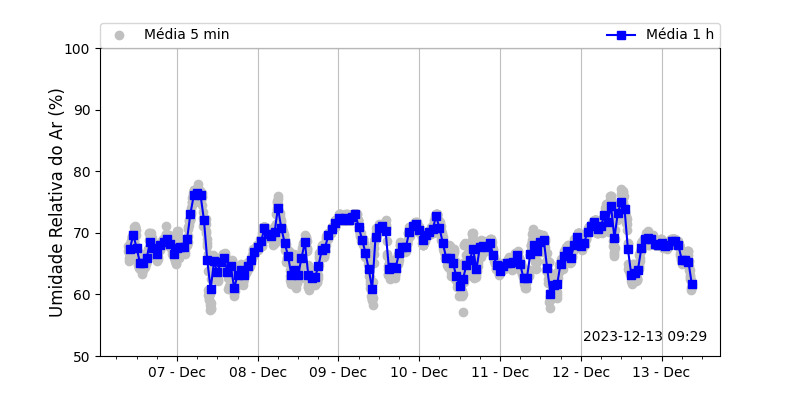 Média 5 min
Média 1 h
Umidade Relativa do Ar (%)
100
90
80
70
60
50
2023-12-13 09:29
07 - Dec
08 - Dec
09 - Dec
10 - Dec
11 - Dec
12 - Dec
13 - Dec